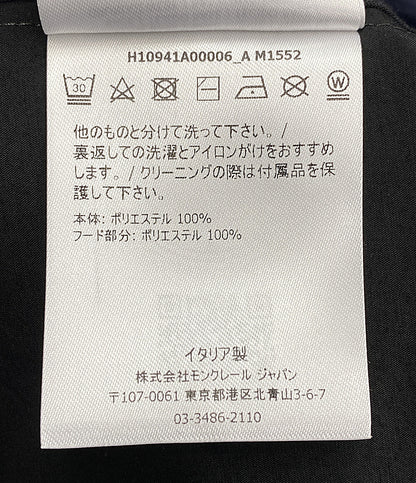 H10941A00006_A M1552
30 W
他のものと分けて洗って下さい。/
裏返しての洗濯とアイロンがけをおすすめ
します。/ クリーニングの際は付属品を保
護して下さい。
本体: ポリエステル 100%
フード部分: ポリエステル 100%
イタリア製
株式会社モンクレール ジャパン
〒107-0061 東京都港区北青山3-6-7
03-3486-2110